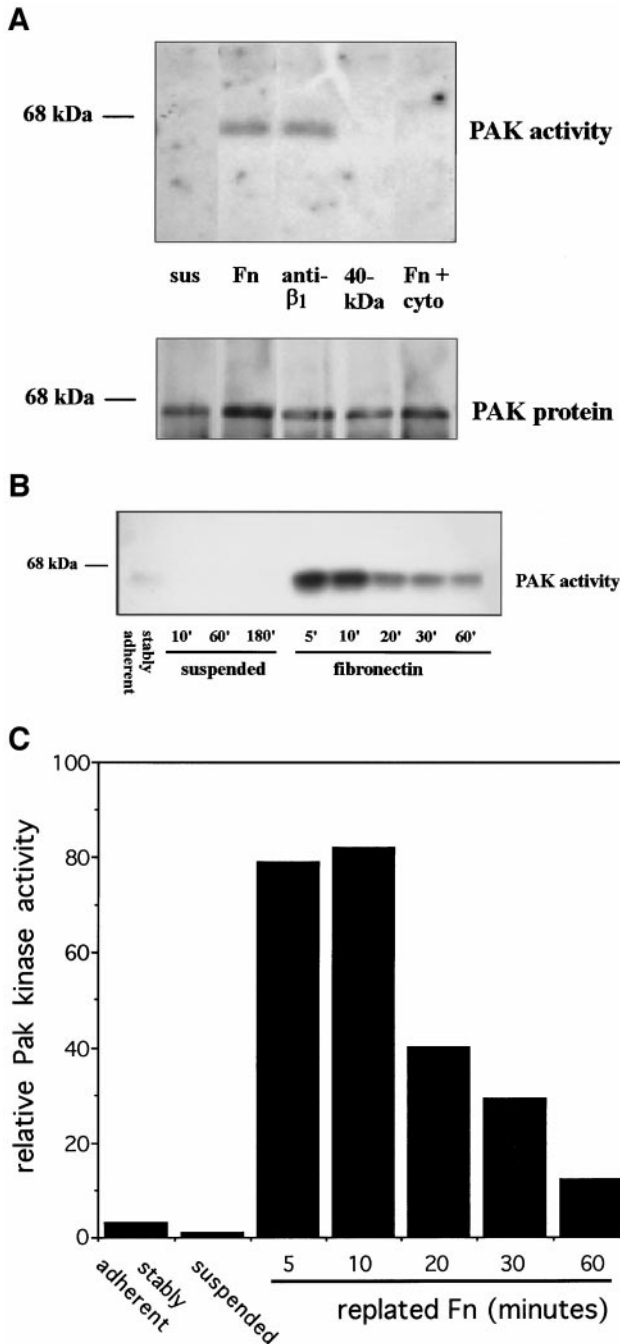 A
68 kDa
PAK activity
sus Fn anti- 40- Fn +
β1 kDa cyto
68 kDa
PAK protein
B
68 kDa
PAK activity
stably
adherent
10' 60' 180' 5' 10' 20' 30' 60'
suspended fibronectin
C
relative Pak kinase activity
100
80
60
40
20
0
stably
adherent
suspended
5 10 20 30 60
replated Fn (minutes)